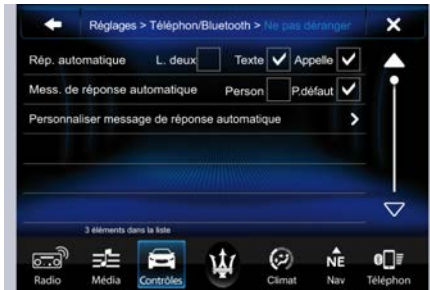 Réglages > Téléphon/Bluetooth > Ne pas déranger
Rép. automatique L. deux Texte Appelle
Mess. de réponse automatique Person P.défaut
Personnaliser message de réponse automatique
3 éléments dans la liste
NE
Radio Média Contrôles Climat Nav Téléphon